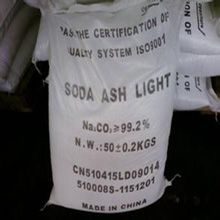 PASS THE CERTIFICATION OF
QUALTY SYSTEM ISO9001
SODA ASH LIGHT
Na₂CO₃≥99.2%
N.W.:50±0.2KGS
CN510415LD09014
510008S-1151201
MADE IN CHINA